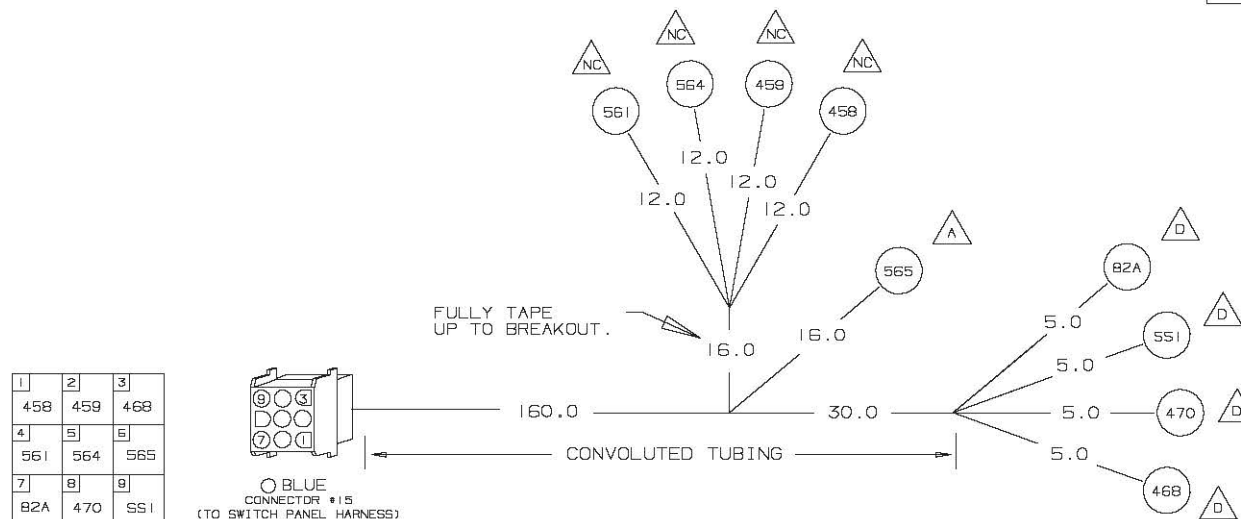 NC
NC
NC
NC
561
564
459
458
12.0
12.0
12.0
12.0
A
565
D
82A
D
SS1
FULLY TAPE
UP TO BREAKOUT.
16.0
16.0
5.0
5.0
1 2 3
458 459 468
4 5 6
561 564 565
7 8 9
82A 470 SS1
9 3
7 1
160.0
30.0
5.0
470
D
CONVOLUTED TUBING
5.0
468
D
BLUE
CONNECTOR #15
(TO SWITCH PANEL HARNESS)